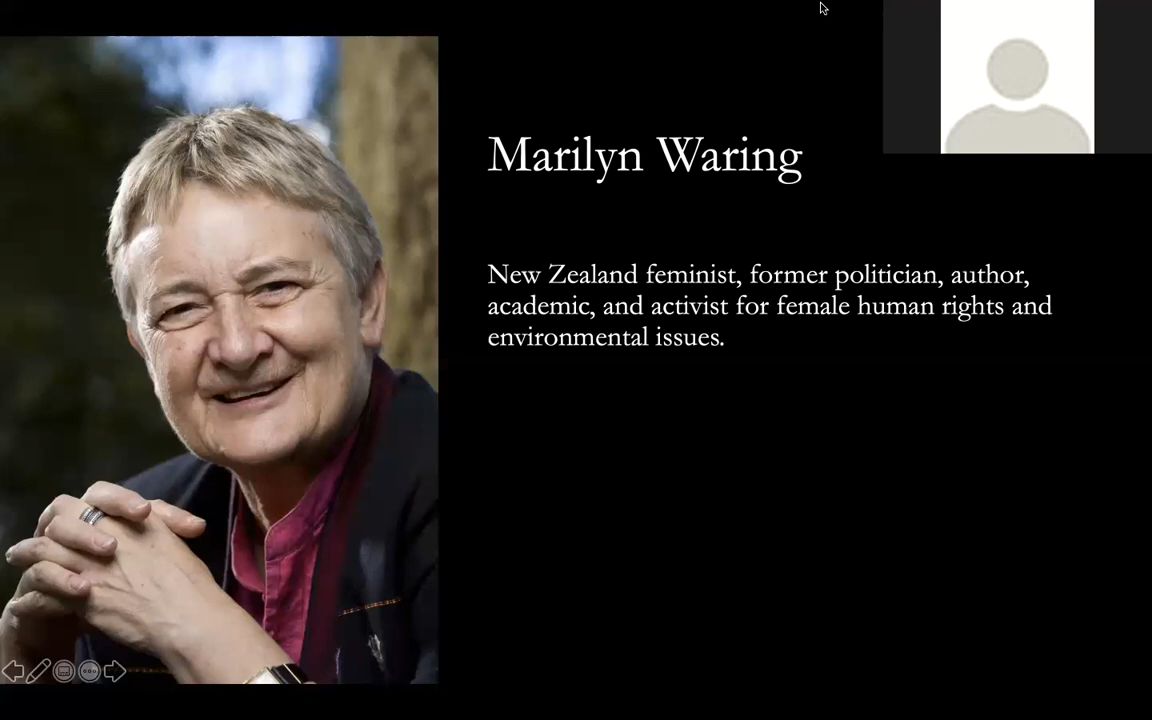 Marilyn Waring
New Zealand feminist, former politician, author,
academic, and activist for female human rights and
environmental issues.